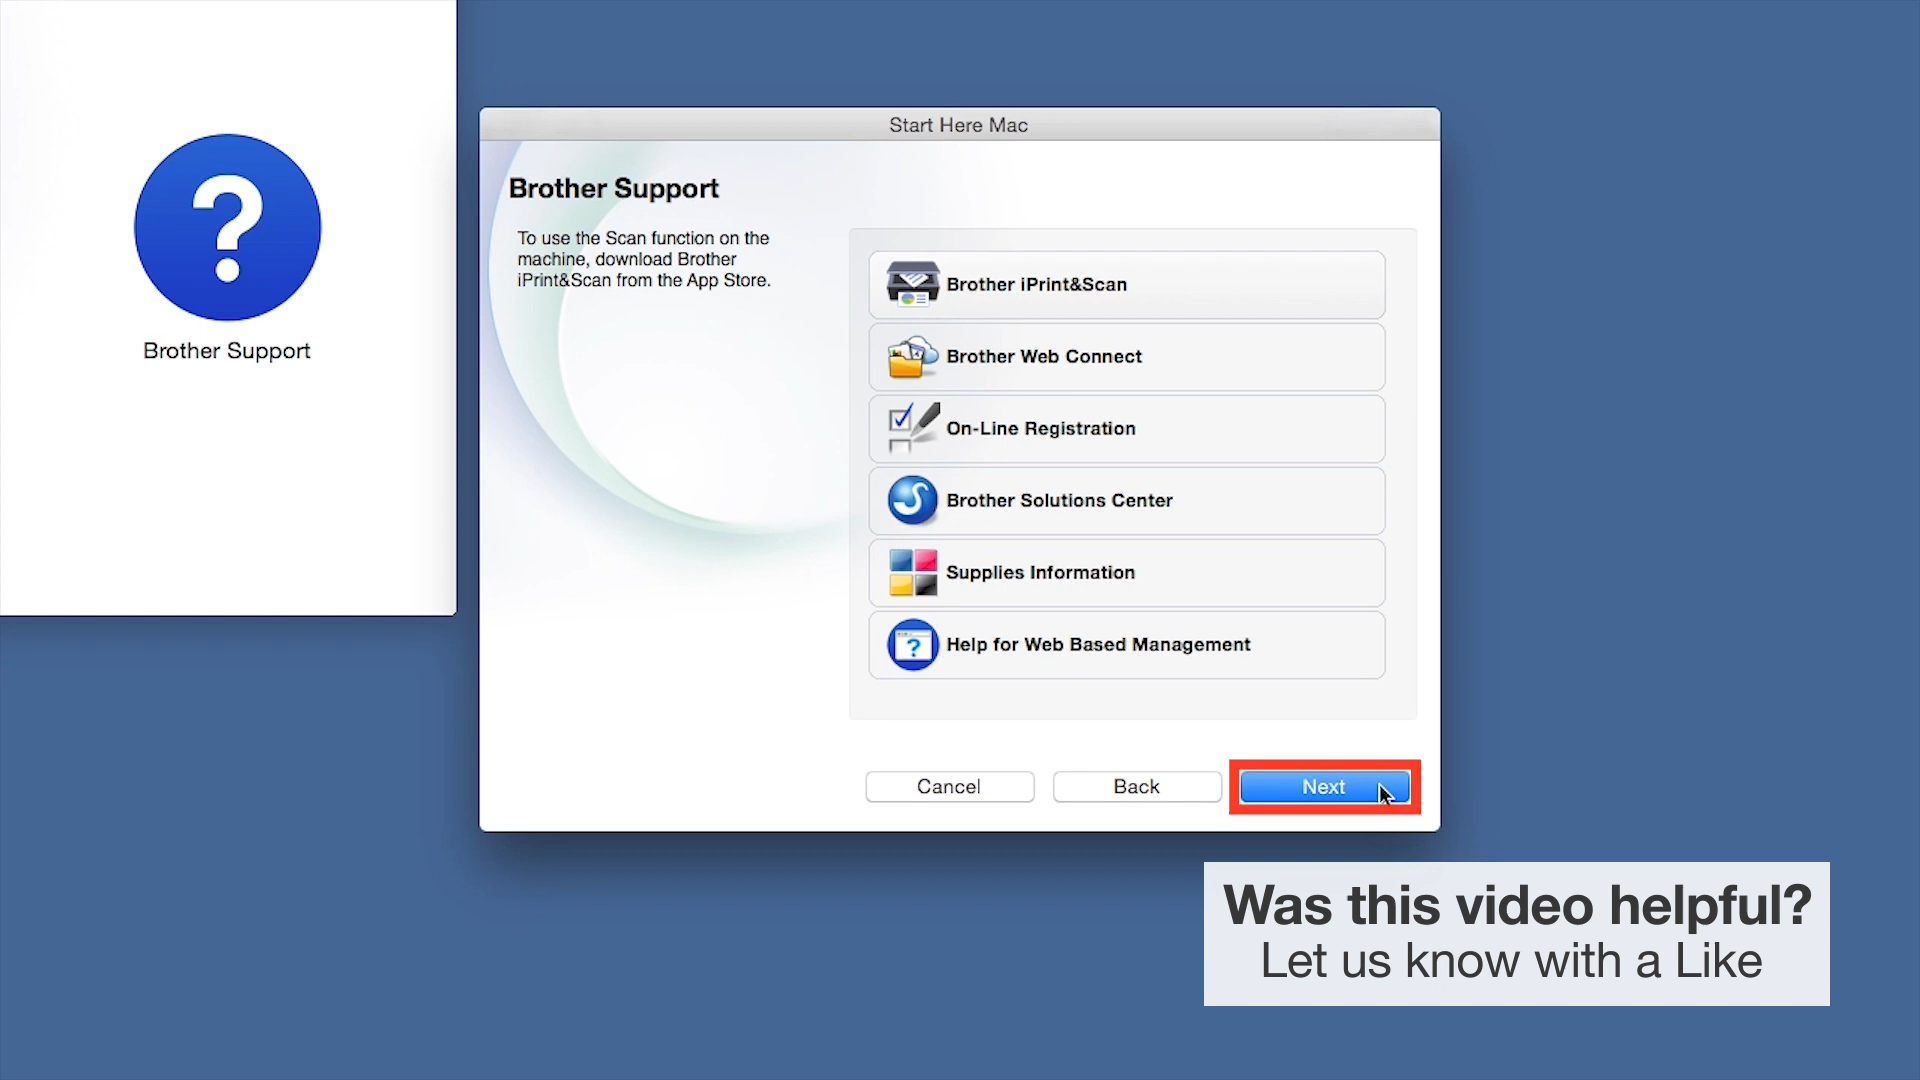 Brother Support
Start Here Mac
Brother Support
To use the Scan function on the
machine, download Brother
iPrint&Scan from the App Store.
Brother iPrint&Scan
Brother Web Connect
On-Line Registration
Brother Solutions Center
Supplies Information
Help for Web Based Management
Cancel
Back
Next
Was this video helpful?
Let us know with a Like